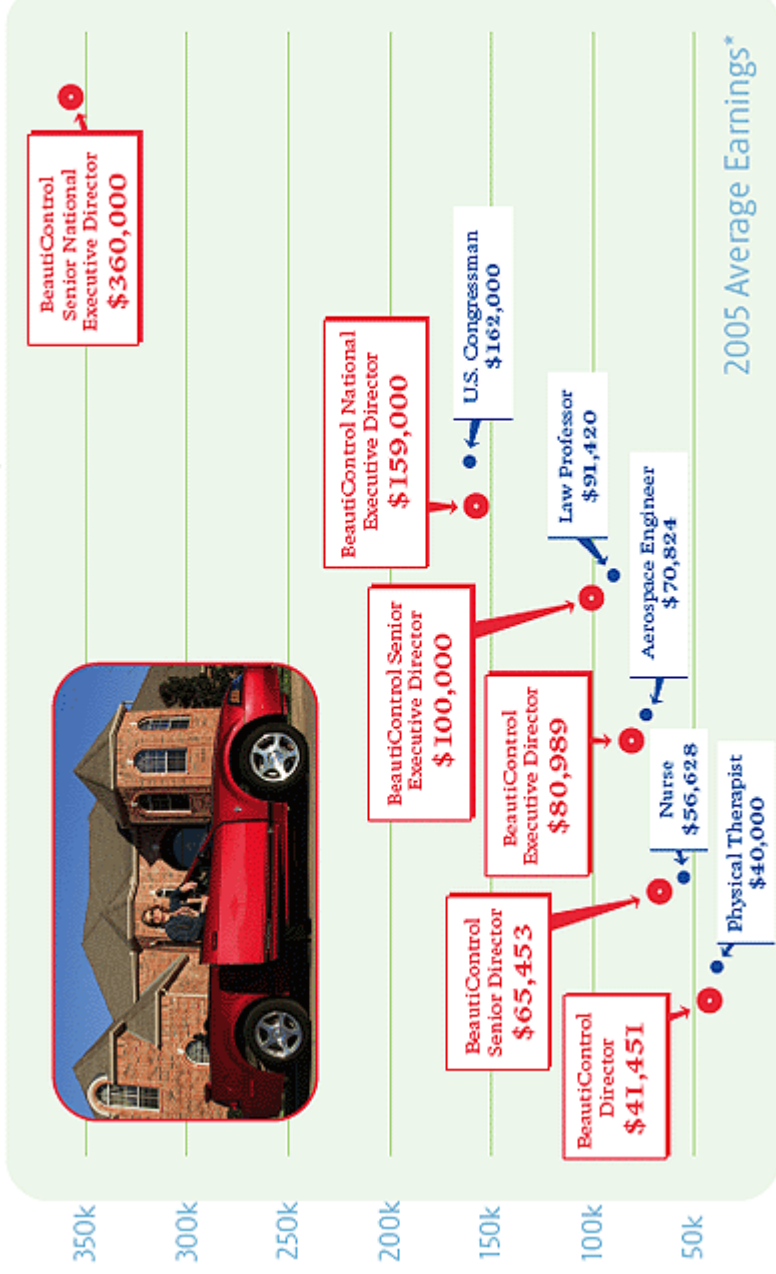 350k
300k
250k
200k
150k
100k
50k
BeautiControl
Senior National
Executive Director
$360,000
BeautiControl National
Executive Director
$159,000
U.S. Congressman
$162,000
BeautiControl Senior
Executive Director
$100,000
Law Professor
$91,420
BeautiControl
Executive Director
$80,989
Aerospace Engineer
$70,824
BeautiControl
Senior Director
$65,453
Nurse
$56,628
BeautiControl
Director
$41,451
Physical Therapist
$40,000
2005 Average Earnings*